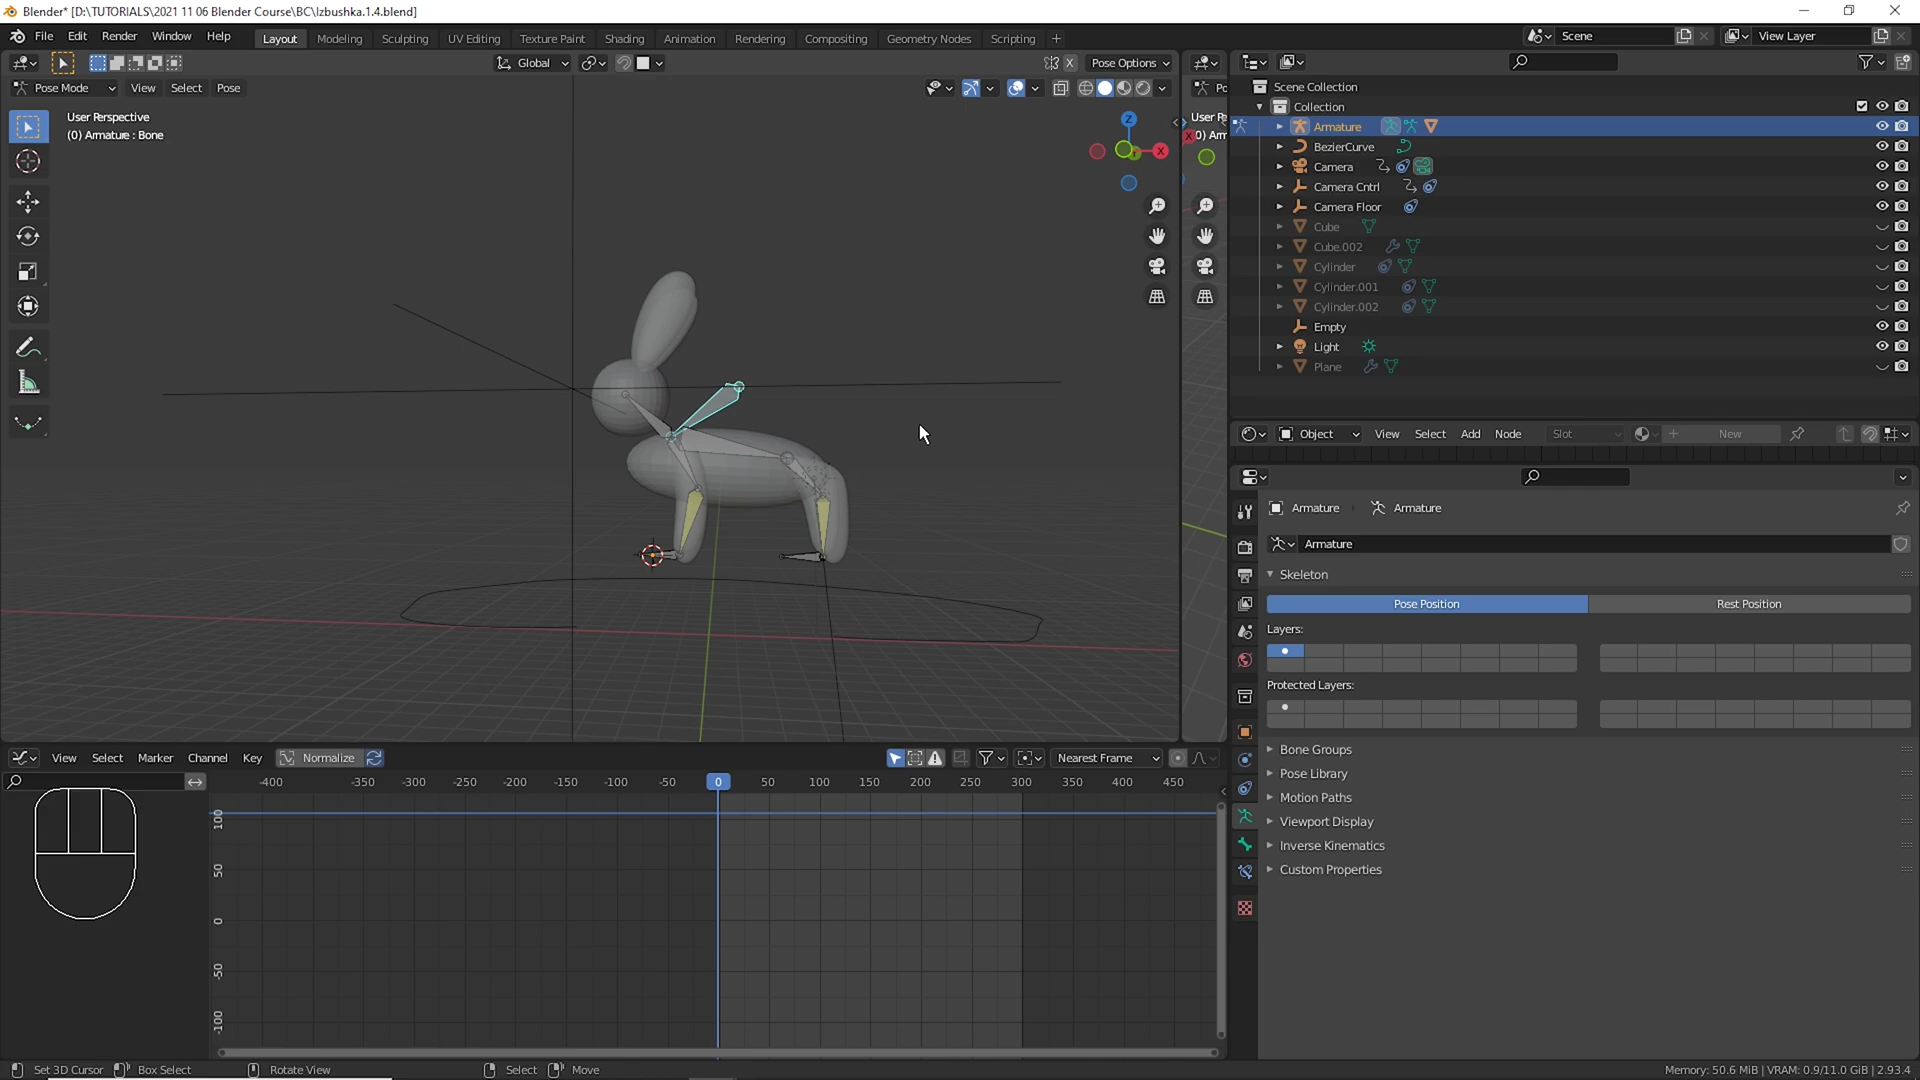 Blender* [D:\TUTORIALS\2021 11 06 Blender Course\BC\Izbushka.1.4.blend]
File Edit Render Window Help Layout Modeling Sculpting UV Editing Texture Paint Shading Animation Rendering Compositing Geometry Nodes Scripting + Scene View Layer
Global X Pose Options
Pose Mode View Select Pose
User Perspective
(0) Armature : Bone
Z
X
User P
(0) Arm
Scene Collection
Collection
Armature
BezierCurve
Camera
Camera Cntrl
Camera Floor
Cube
Cube.002
Cylinder
Cylinder.001
Cylinder.002
Empty
Light
Plane
Object View Select Add Node Slot New
Armature Armature
Armature
Skeleton
Pose Position Rest Position
Layers:
Protected Layers:
Bone Groups
Pose Library
Motion Paths
Viewport Display
Inverse Kinematics
Custom Properties
View Select Marker Channel Key Normalize Nearest Frame
-400 -350 -300 -250 -200 -150 -100 -50 0 50 100 150 200 250 300 350 400 450
100
50
0
-50
-100
Set 3D Cursor Box Select Rotate View Select Move Memory: 50.6 MiB | VRAM: 0.9/11.0 GiB | 2.93.4